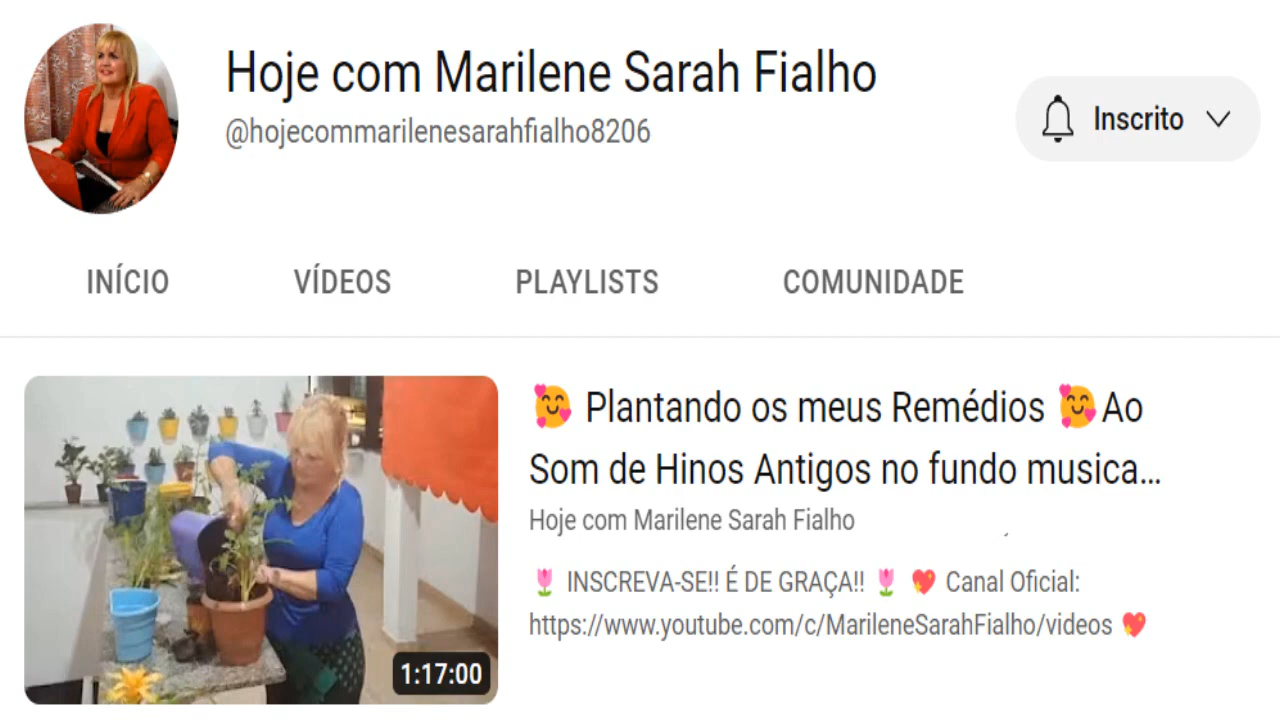 Hoje com Marilene Sarah Fialho
@hojecommarilenesarahfialho8206
Inscrito
INÍCIO VÍDEOS PLAYLISTS COMUNIDADE
🥰 Plantando os meus Remédios 🥰Ao
Som de Hinos Antigos no fundo musica...
Hoje com Marilene Sarah Fialho
🌷 INSCREVA-SE!! É DE GRAÇA!! 🌷 💖 Canal Oficial:
https://www.youtube.com/c/MarileneSarahFialho/videos 💖
1:17:00